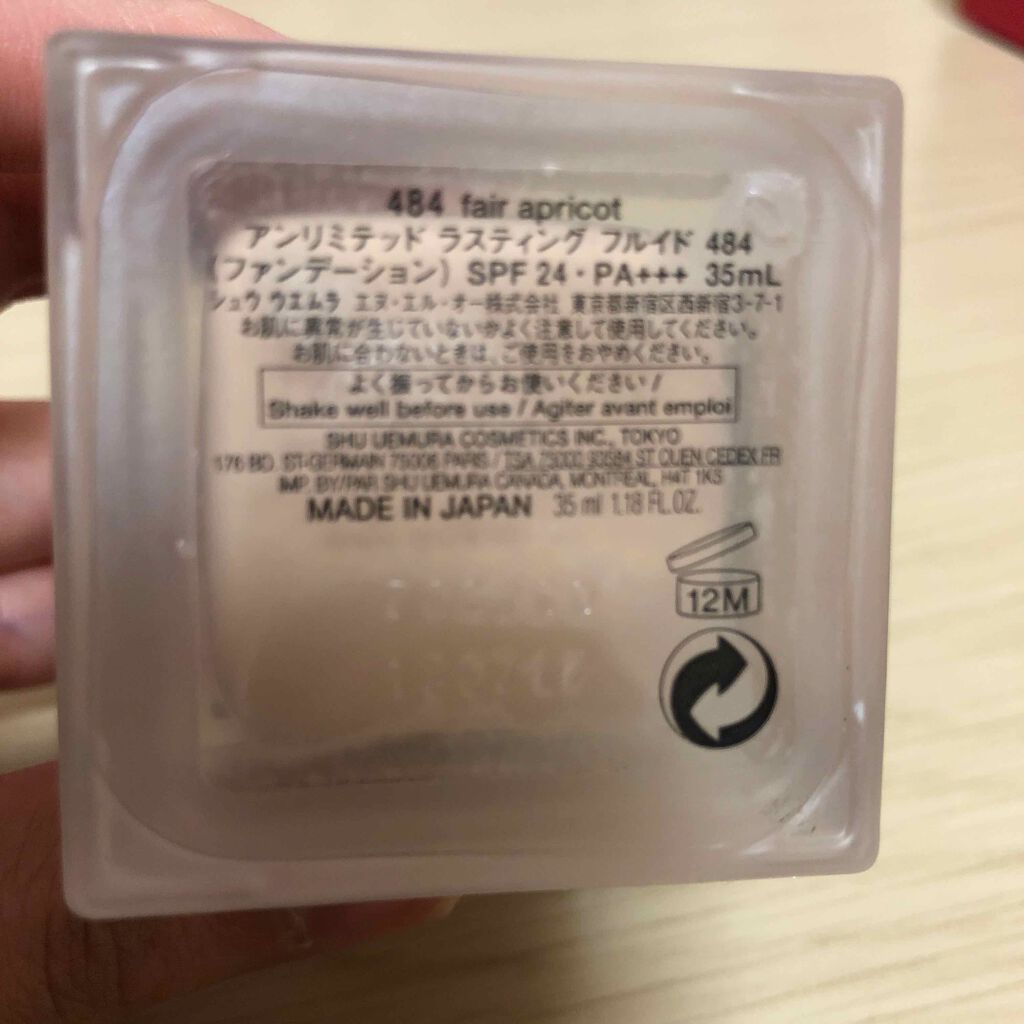 484 fair apricot
アンリミテッド ラスティング フルイド 484
(ファンデーション) SPF 24・PA+++ 35mL
シュウ ウエムラ エヌ・エル・オー株式会社 東京都新宿区西新宿3-7-1
お肌に異常が生じていないかよく注意して使用してください。
お肌に合わないときは、ご使用をおやめください。
よく振ってからお使いください /
Shake well before use / Agiter avant emploi
SHU UEMURA COSMETICS INC., TOKYO
176 BD. ST-GERMAIN 75006 PARIS / TSA 75000 93584 ST OUEN CEDEX FR
IMP. BY/PAR SHU UEMURA CANADA, MONTREAL, H4T 1K5
MADE IN JAPAN 35 ml 1.18 FL.OZ.
12M